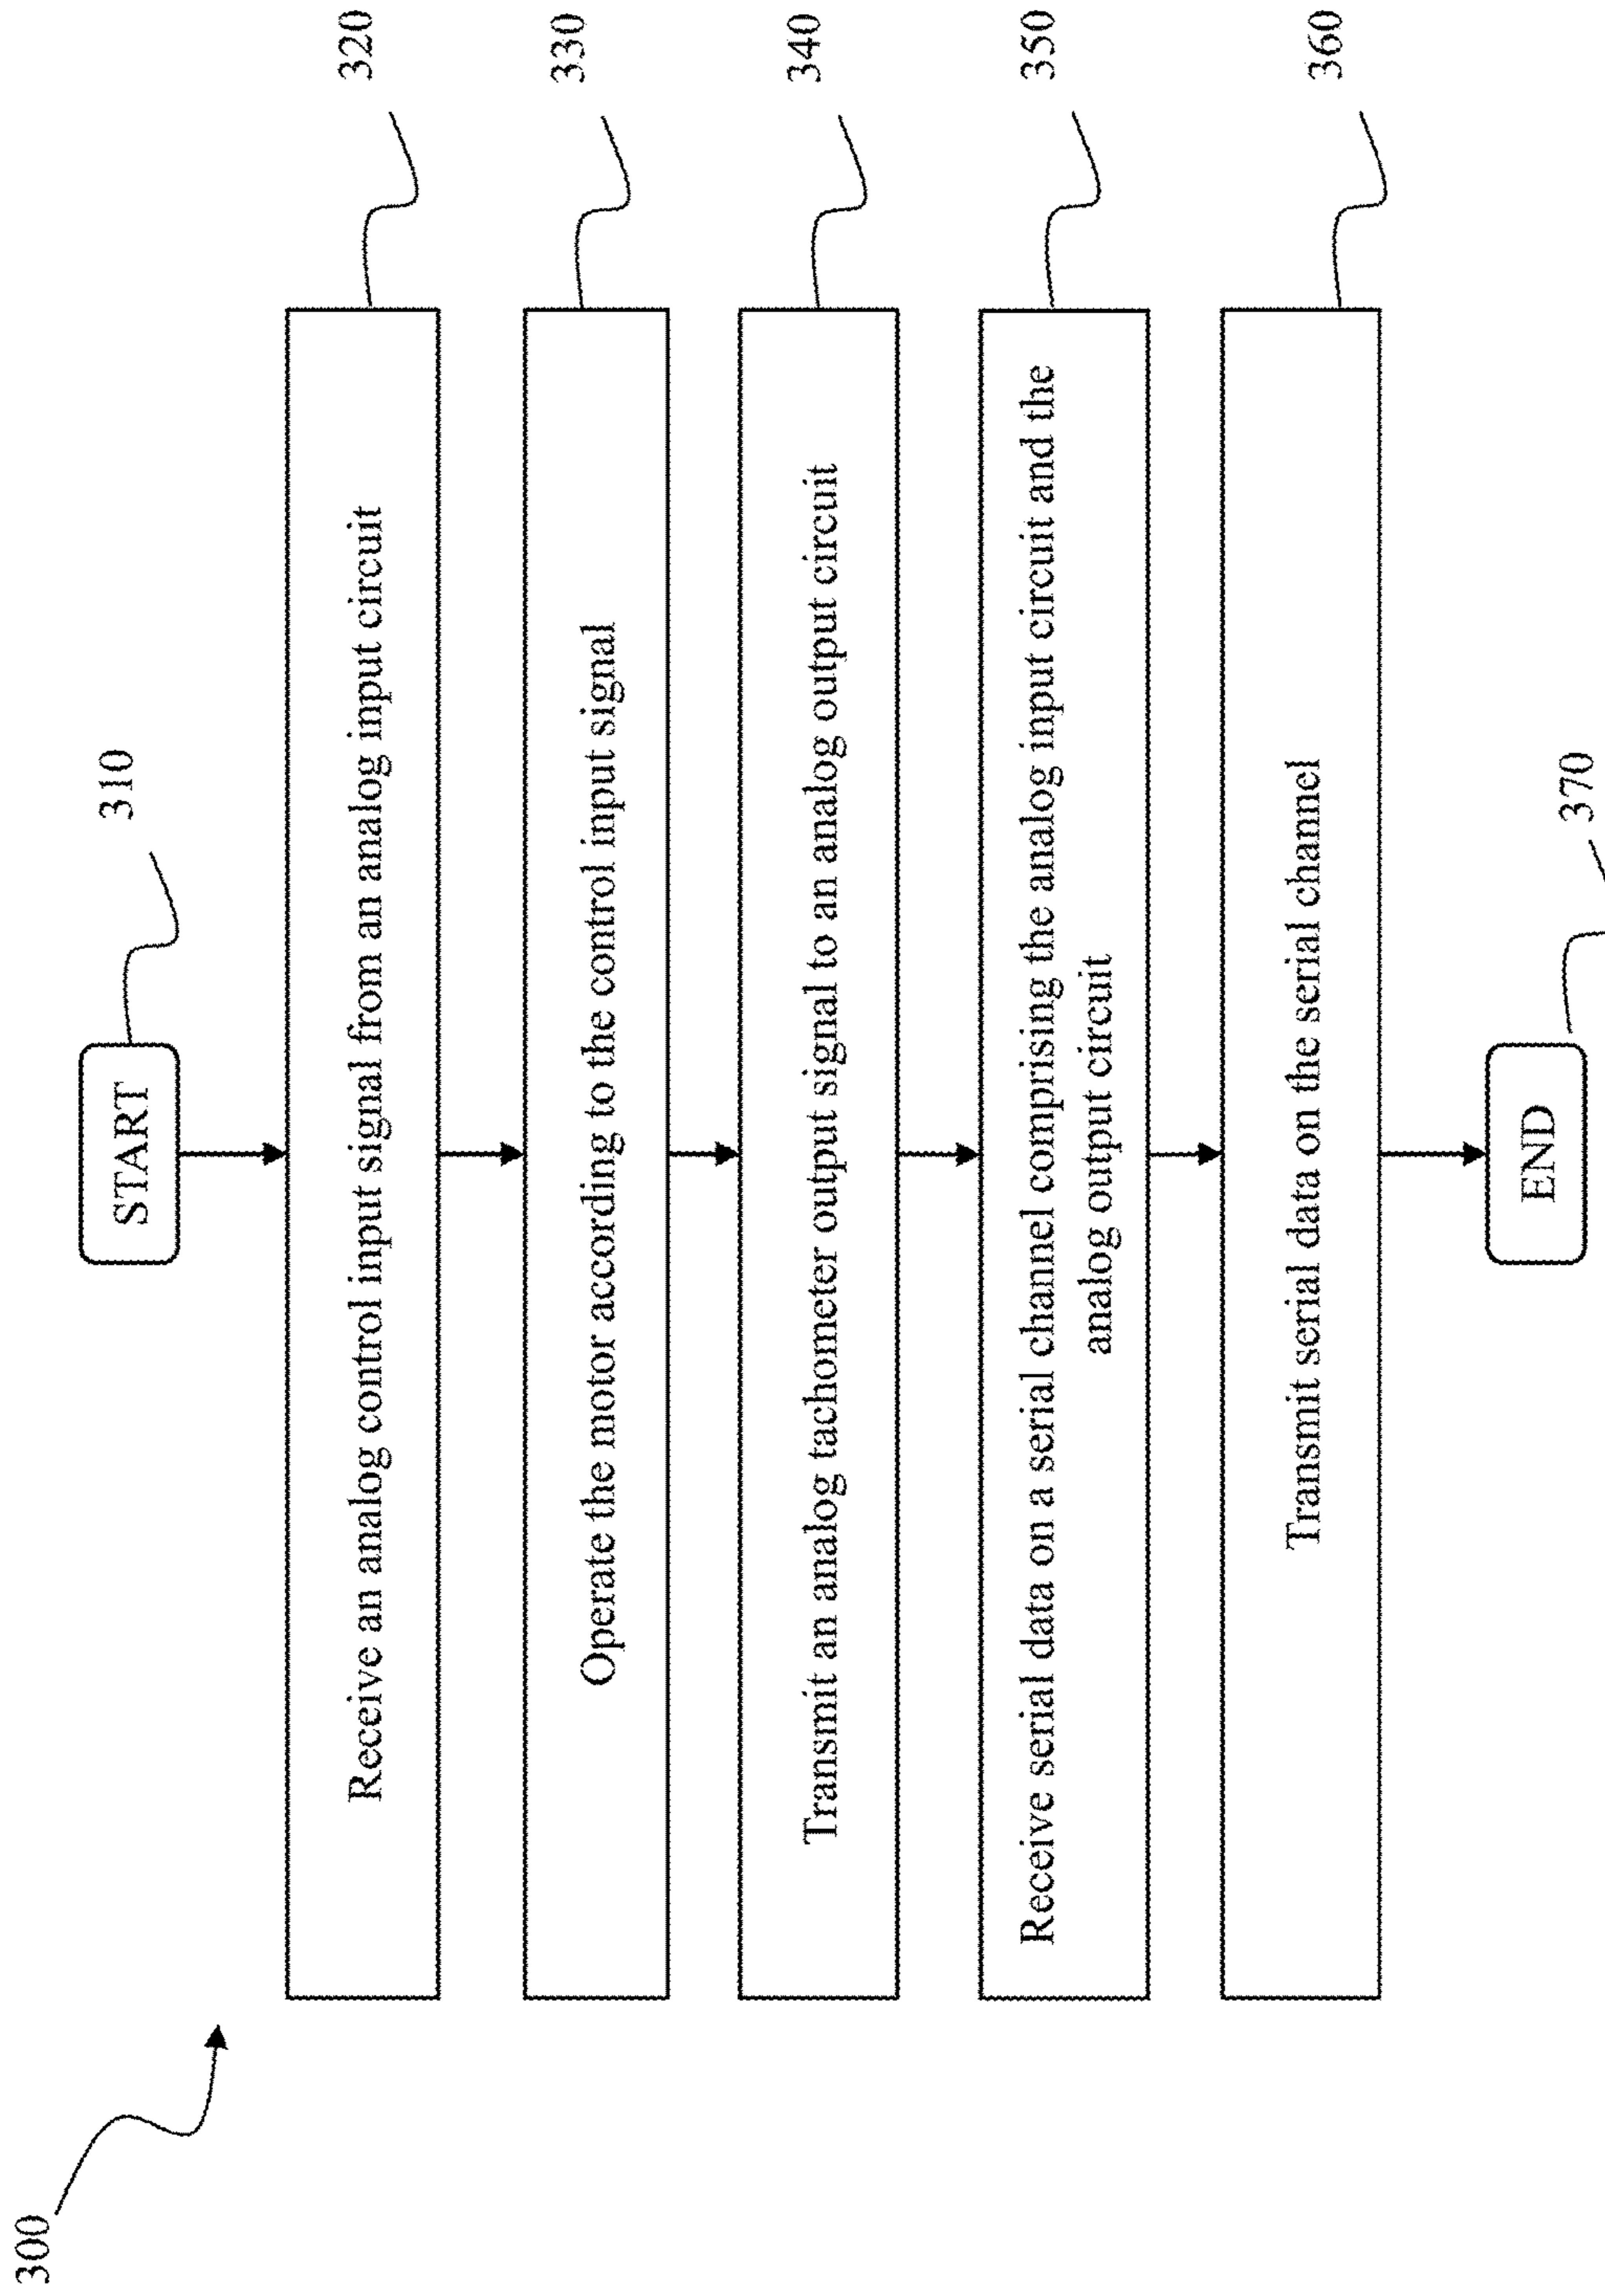 300
START
310
Receive an analog control input signal from an analog input circuit
320
Operate the motor according to the control input signal
330
Transmit an analog tachometer output signal to an analog output circuit
340
Receive serial data on a serial channel comprising the analog input circuit and the
analog output circuit
350
Transmit serial data on the serial channel
360
END
370